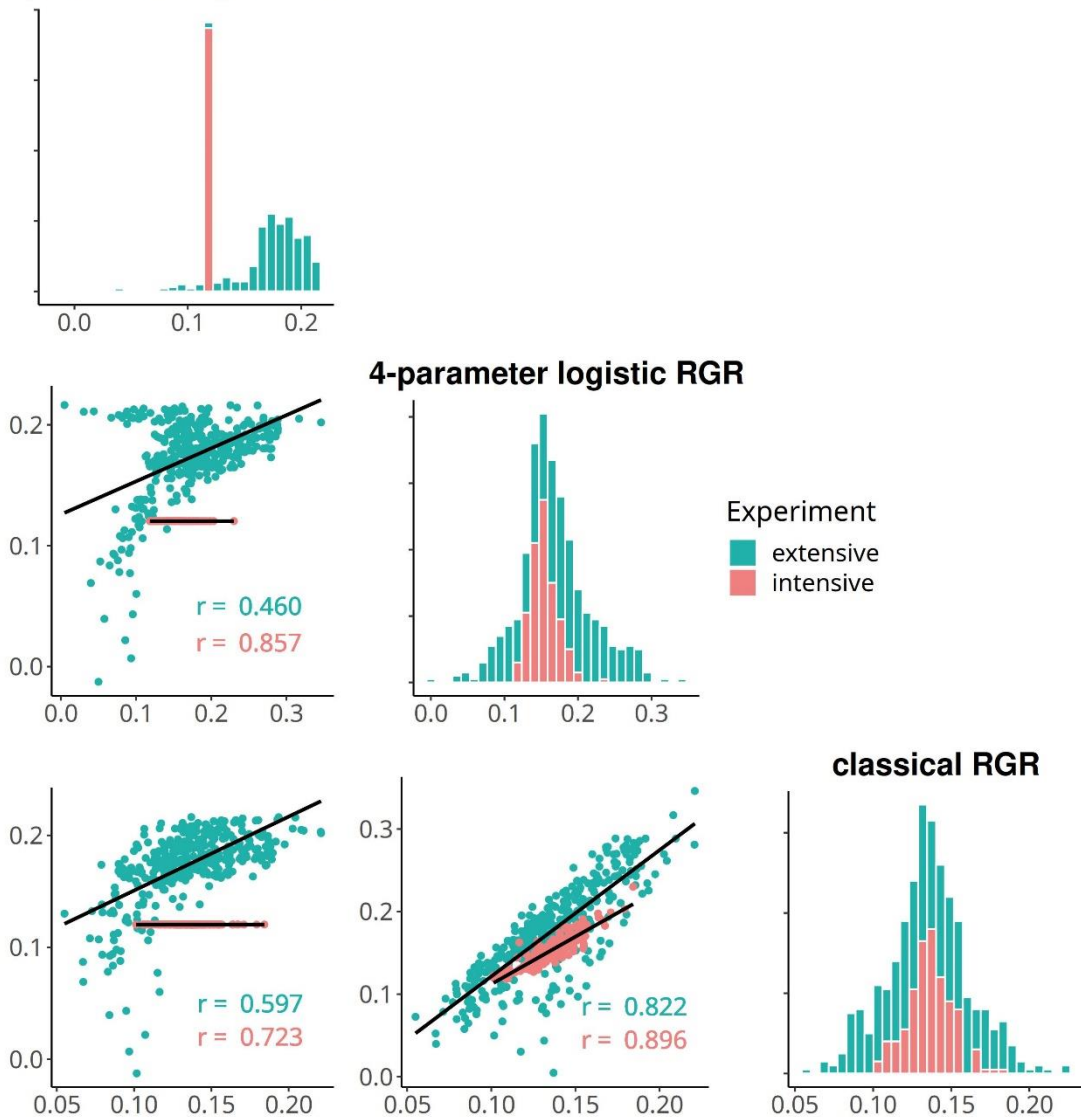 0.0 0.1 0.2
4-parameter logistic RGR
0.2
0.1
0.0
r = 0.460
r = 0.857
0.0 0.1 0.2 0.3
0.0 0.1 0.2 0.3
Experiment
extensive
intensive
classical RGR
0.2
0.1
0.0
r = 0.597
r = 0.723
0.05 0.10 0.15 0.20
0.3
0.2
0.1
0.0
r = 0.822
r = 0.896
0.05 0.10 0.15 0.20
0.05 0.10 0.15 0.20